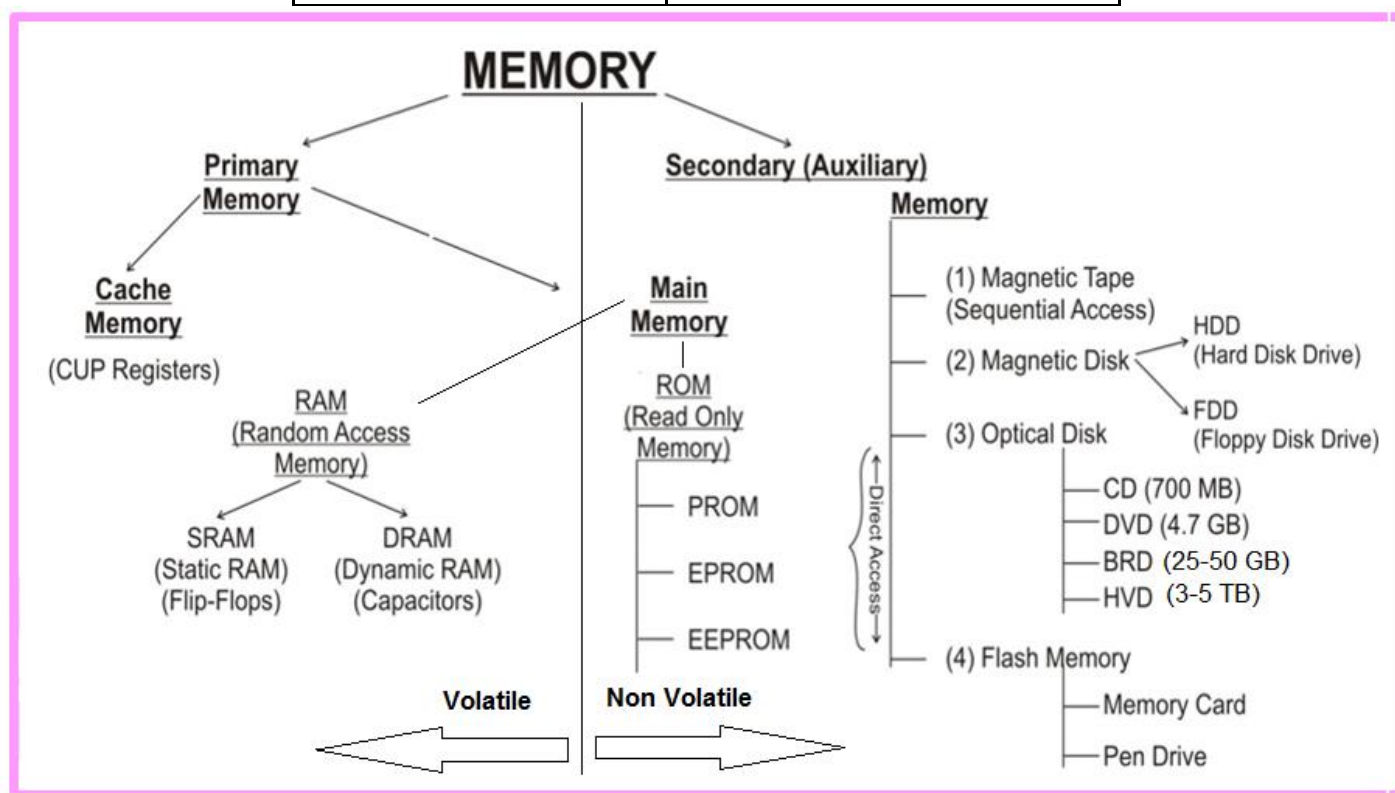 MEMORY
Primary
Memory
Secondary (Auxiliary)
Memory
Cache
Memory
(CUP Registers)
Main
Memory
RAM
(Random Access
Memory)
SRAM
(Static RAM)
(Flip-Flops)
DRAM
(Dynamic RAM)
(Capacitors)
ROM
(Read Only
Memory)
PROM
EPROM
EEPROM
(1) Magnetic Tape
(Sequential Access)
(2) Magnetic Disk
HDD
(Hard Disk Drive)
FDD
(Floppy Disk Drive)
(3) Optical Disk
CD (700 MB)
DVD (4.7 GB)
BRD (25-50 GB)
HVD (3-5 TB)
Direct Access
(4) Flash Memory
Memory Card
Pen Drive
Volatile
Non Volatile